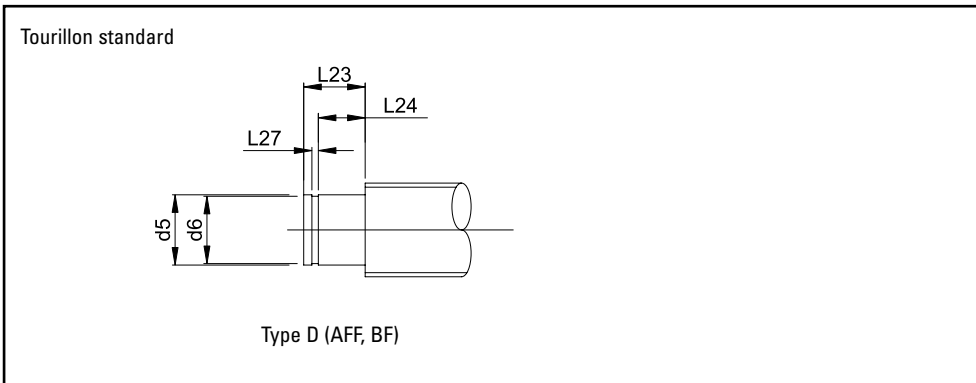 Tourillon standard
L23
L24
L27
d5
d6
Type D (AFF, BF)